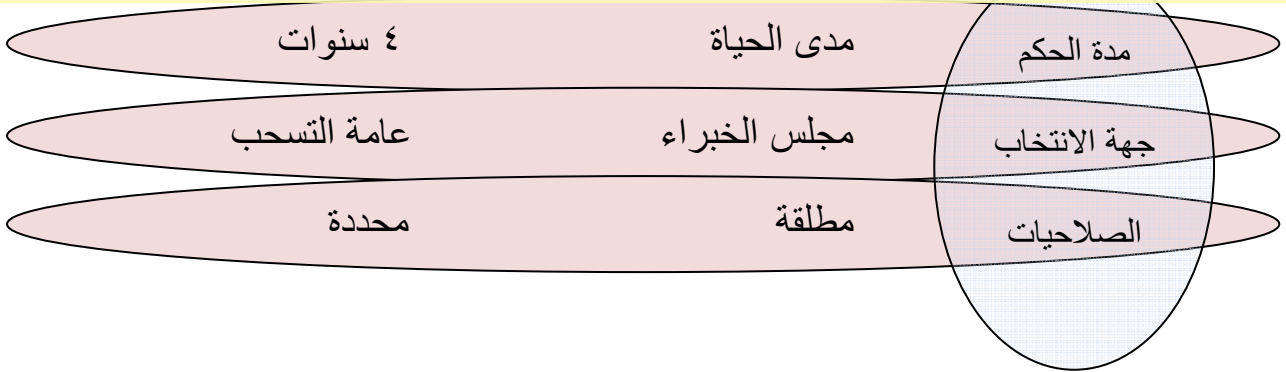 مدة الحكم مدى الحياة ٤ سنوات
جهة الانتخاب مجلس الخبراء عامة التسحب
الصلاحيات مطلقة محددة